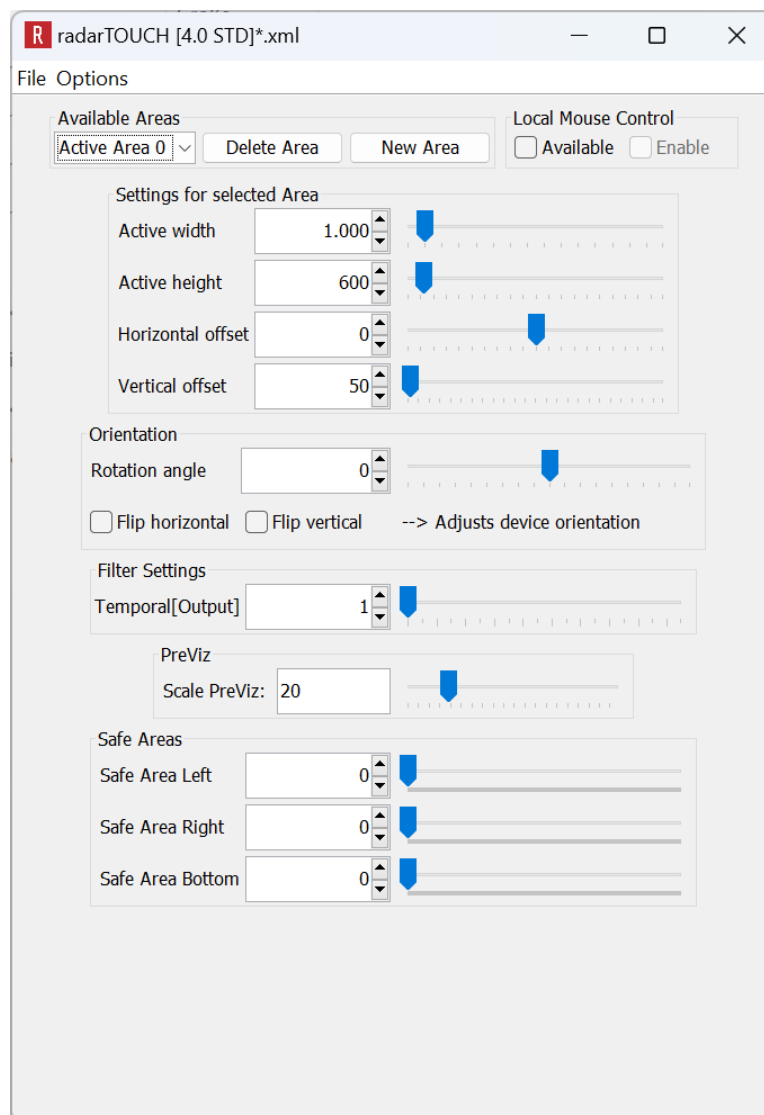 R radarTOUCH [4.0 STD]*.xml
File Options
Available Areas
Local Mouse Control
Active Area 0 Delete Area New Area
Available Enable
Settings for selected Area
Active width 1.000
Active height 600
Horizontal offset 0
Vertical offset 50
Orientation
Rotation angle 0
Flip horizontal Flip vertical --> Adjusts device orientation
Filter Settings
Temporal[Output] 1
PreViz
Scale PreViz: 20
Safe Areas
Safe Area Left 0
Safe Area Right 0
Safe Area Bottom 0